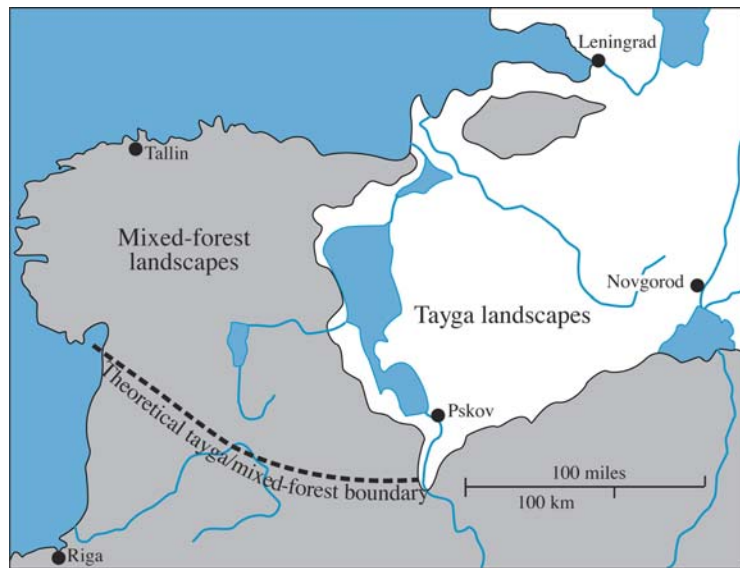 Leningrad
Tallin
Mixed-forest
landscapes
Novgorod
Tayga landscapes
Theoretical tayga/mixed-forest boundary
Pskov
100 miles
100 km
Riga